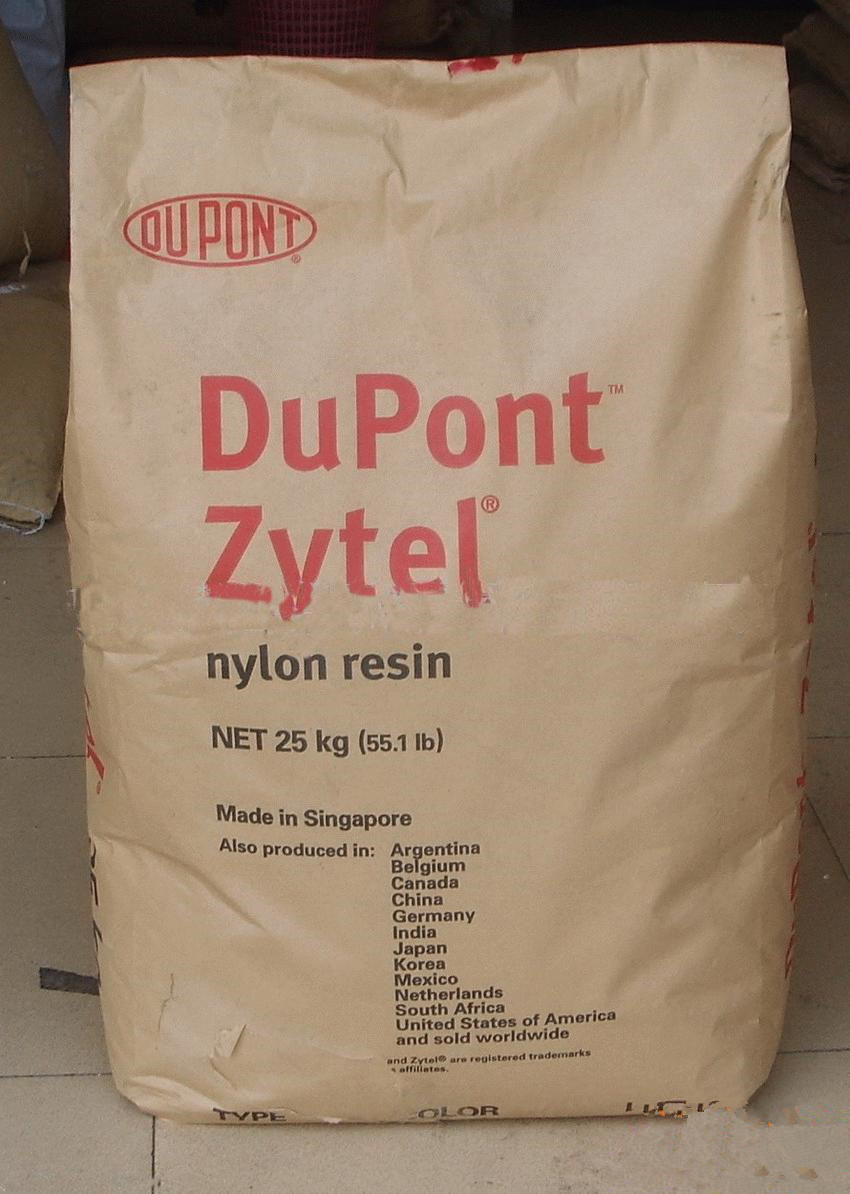 DU PONT®
DuPont™
Zytel®
nylon resin
NET 25 kg (55.1 lb)
Made in Singapore
Also produced in: Argentina
Belgium
Canada
China
Germany
India
Japan
Korea
Mexico
Netherlands
South Africa
United States of America
and sold worldwide
and Zytel® are registered trademarks
affiliates.
TYPE